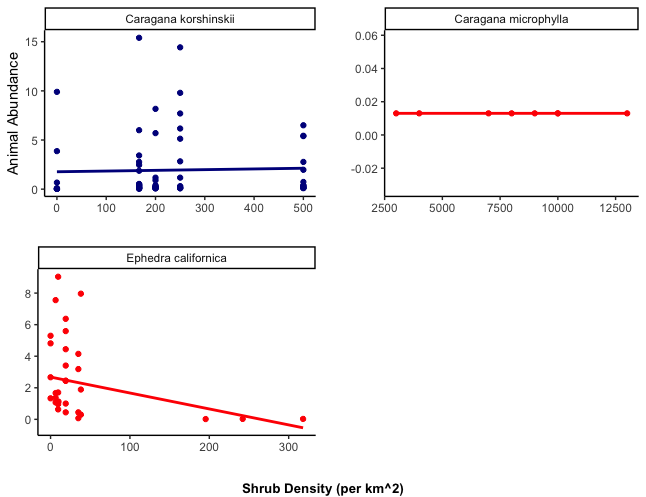 Caragana korshinskii
Caragana microphylla
Animal Abundance
15
10
5
0
0 100 200 300 400 500
0.06
0.04
0.02
0.00
-0.02
2500 5000 7500 10000 12500
Ephedra californica
8
6
4
2
0
0 100 200 300
Shrub Density (per km^2)